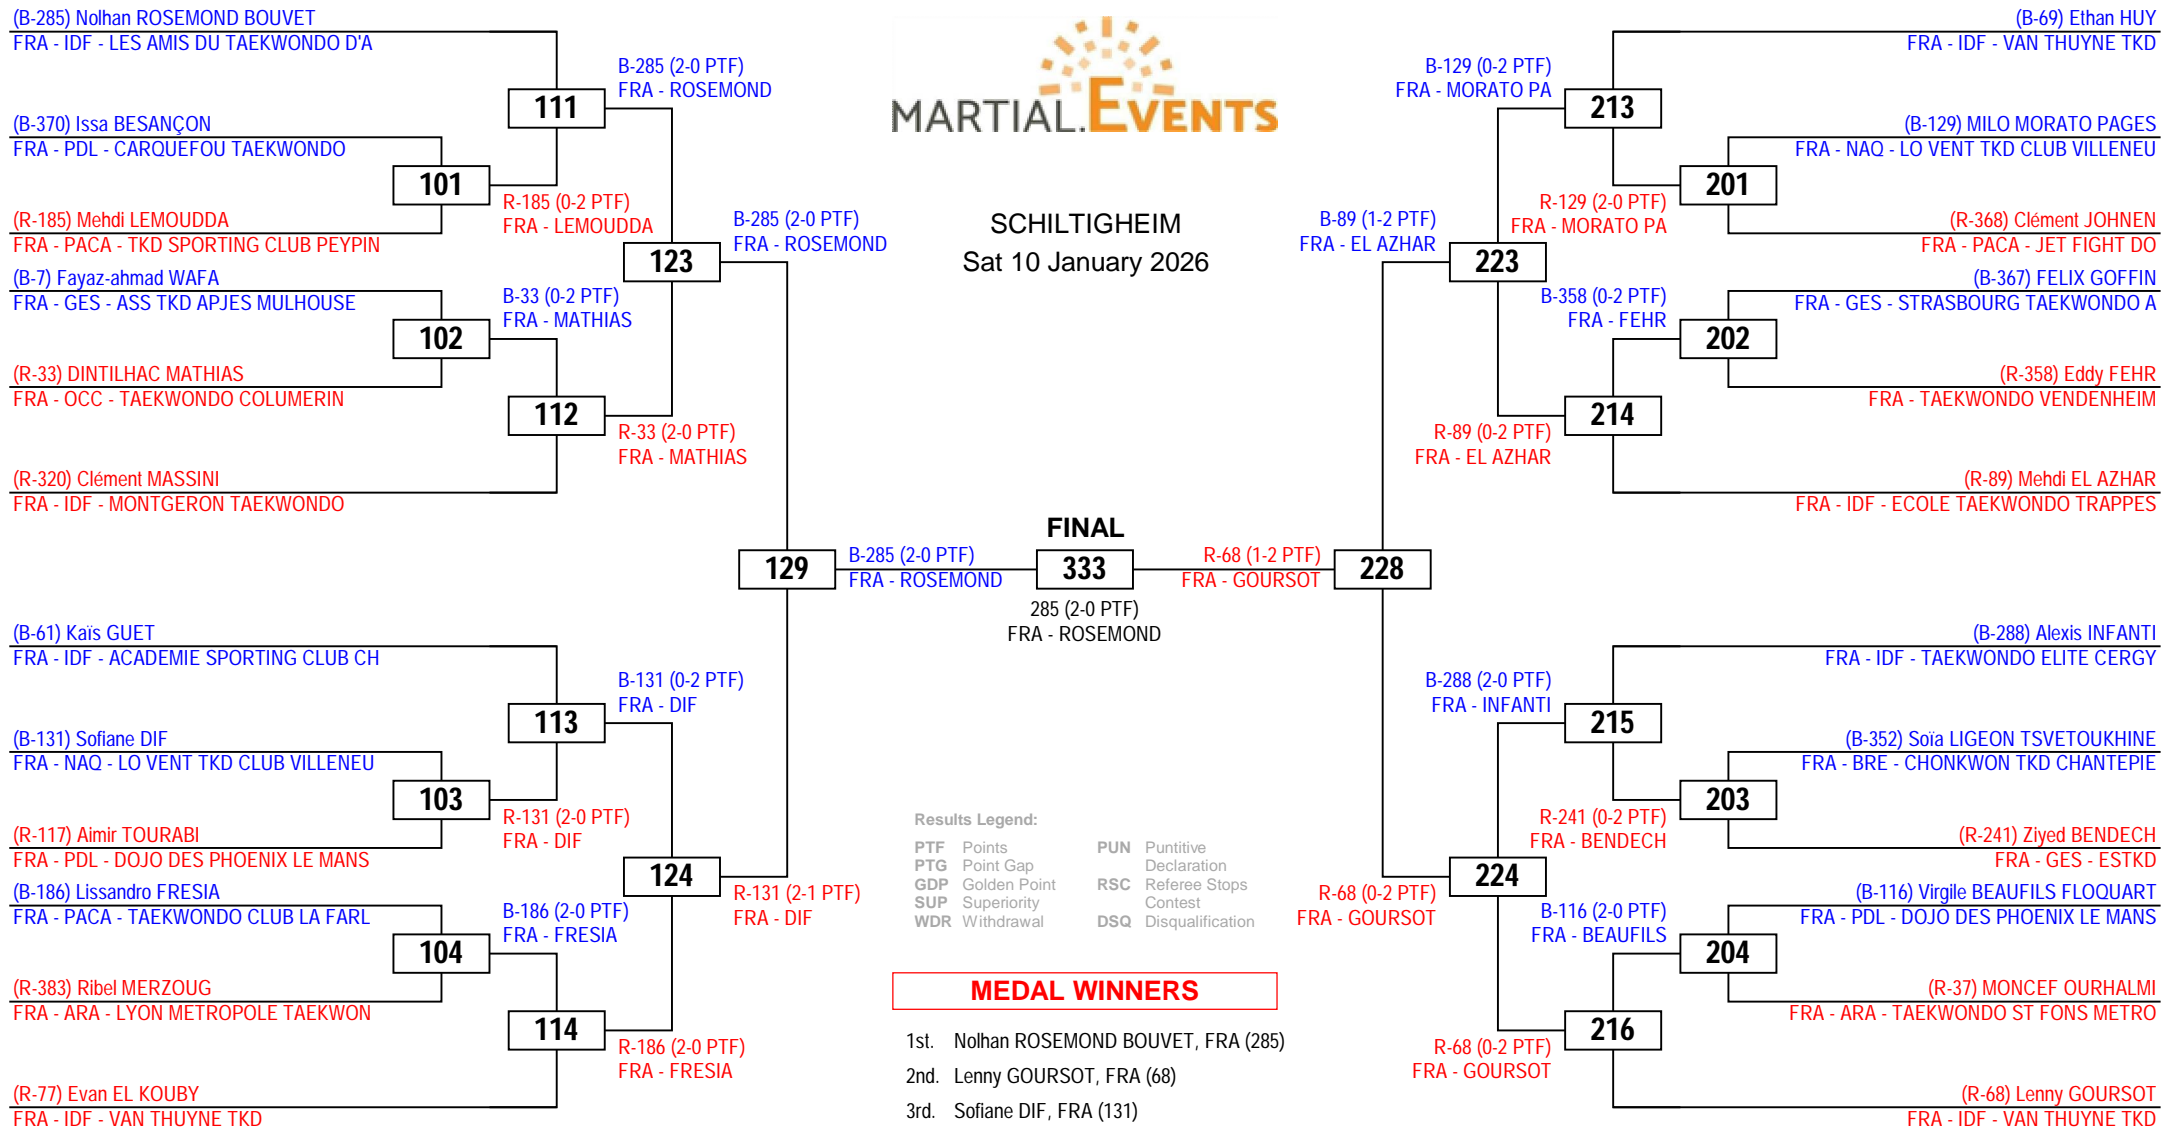 (B-285) Nolhan ROSEMOND BOUVET
FRA - IDF - LES AMIS DU TAEKWONDO D'A
(B-370) Issa BESANÇON
FRA - PDL - CARQUEFOU TAEKWONDO
(R-185) Mehdi LEMOUDDA
FRA - PACA - TKD SPORTING CLUB PEYPIN
(B-7) Fayaz-ahmad WAFA
FRA - GES - ASS TKD APJES MULHOUSE
(R-33) DINTILHAC MATHIAS
FRA - OCC - TAEKWONDO COLUMERIN
(R-320) Clément MASSINI
FRA - IDF - MONTGERON TAEKWONDO
(B-61) Kaïs GUET
FRA - IDF - ACADEMIE SPORTING CLUB CH
(B-131) Sofiane DIF
FRA - NAQ - LO VENT TKD CLUB VILLENEU
(R-117) Aimir TOURABI
FRA - PDL - DOJO DES PHOENIX LE MANS
(B-186) Lissandro FRESIA
FRA - PACA - TAEKWONDO CLUB LA FARL
(R-383) Ribel MERZOUG
FRA - ARA - LYON METROPOLE TAEKWON
(R-77) Evan EL KOUBY
FRA - IDF - VAN THUYNE TKD
101
R-185 (0-2 PTF)
FRA - LEMOUDDA
102
B-33 (0-2 PTF)
FRA - MATHIAS
103
R-131 (2-0 PTF)
FRA - DIF
104
B-186 (2-0 PTF)
FRA - FRESIA
111
B-285 (2-0 PTF)
FRA - ROSEMOND
112
R-33 (2-0 PTF)
FRA - MATHIAS
113
B-131 (0-2 PTF)
FRA - DIF
114
R-186 (2-0 PTF)
FRA - FRESIA
123
B-285 (2-0 PTF)
FRA - ROSEMOND
124
R-131 (2-1 PTF)
FRA - DIF
129
B-285 (2-0 PTF)
FRA - ROSEMOND
MARTIAL.EVENTS
SCHILTIGHEIM
Sat 10 January 2026
FINAL
333
285 (2-0 PTF)
FRA - ROSEMOND
Results Legend:
PTF Points
PTG Point Gap
GDP Golden Point
SUP Superiority
WDR Withdrawal
PUN Puntitive
Declaration
RSC Referee Stops
Contest
DSQ Disqualification
MEDAL WINNERS
1st. Nolhan ROSEMOND BOUVET, FRA (285)
2nd. Lenny GOURSOT, FRA (68)
3rd. Sofiane DIF, FRA (131)
R-68 (1-2 PTF)
FRA - GOURSOT
228
B-89 (1-2 PTF)
FRA - EL AZHAR
223
R-68 (0-2 PTF)
FRA - GOURSOT
224
B-129 (0-2 PTF)
FRA - MORATO PA
213
R-89 (0-2 PTF)
FRA - EL AZHAR
214
B-288 (2-0 PTF)
FRA - INFANTI
215
R-68 (0-2 PTF)
FRA - GOURSOT
216
R-129 (2-0 PTF)
FRA - MORATO PA
201
B-358 (0-2 PTF)
FRA - FEHR
202
R-241 (0-2 PTF)
FRA - BENDECH
203
B-116 (2-0 PTF)
FRA - BEAUFILS
204
(B-69) Ethan HUY
FRA - IDF - VAN THUYNE TKD
(B-129) MILO MORATO PAGES
FRA - NAQ - LO VENT TKD CLUB VILLENEU
(R-368) Clément JOHNEN
FRA - PACA - JET FIGHT DO
(B-367) FELIX GOFFIN
FRA - GES - STRASBOURG TAEKWONDO A
(R-358) Eddy FEHR
FRA - TAEKWONDO VENDENHEIM
(R-89) Mehdi EL AZHAR
FRA - IDF - ECOLE TAEKWONDO TRAPPES
(B-288) Alexis INFANTI
FRA - IDF - TAEKWONDO ELITE CERGY
(B-352) Soïa LIGEON TSVETOUKHINE
FRA - BRE - CHONKWON TKD CHANTEPIE
(R-241) Ziyed BENDECH
FRA - GES - ESTKD
(B-116) Virgile BEAUFILS FLOQUART
FRA - PDL - DOJO DES PHOENIX LE MANS
(R-37) MONCEF OURHALMI
FRA - ARA - TAEKWONDO ST FONS METRO
(R-68) Lenny GOURSOT
FRA - IDF - VAN THUYNE TKD